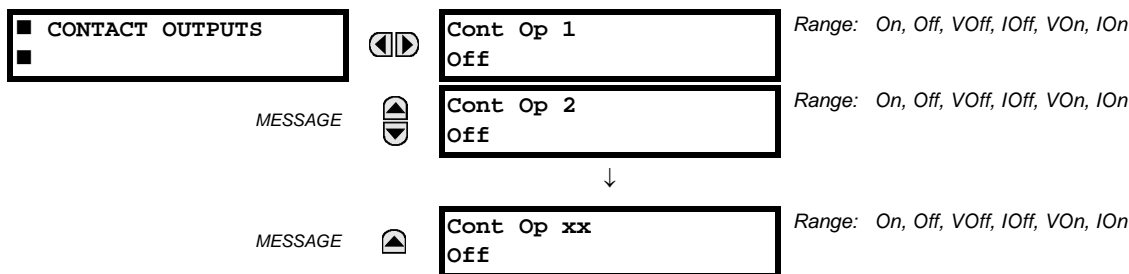 ■ CONTACT OUTPUTS
■
Cont Op 1
Off
Range: On, Off, VOff, IOff, VOn, IOn
MESSAGE
Cont Op 2
Off
Range: On, Off, VOff, IOff, VOn, IOn
↓
MESSAGE
Cont Op xx
Off
Range: On, Off, VOff, IOff, VOn, IOn